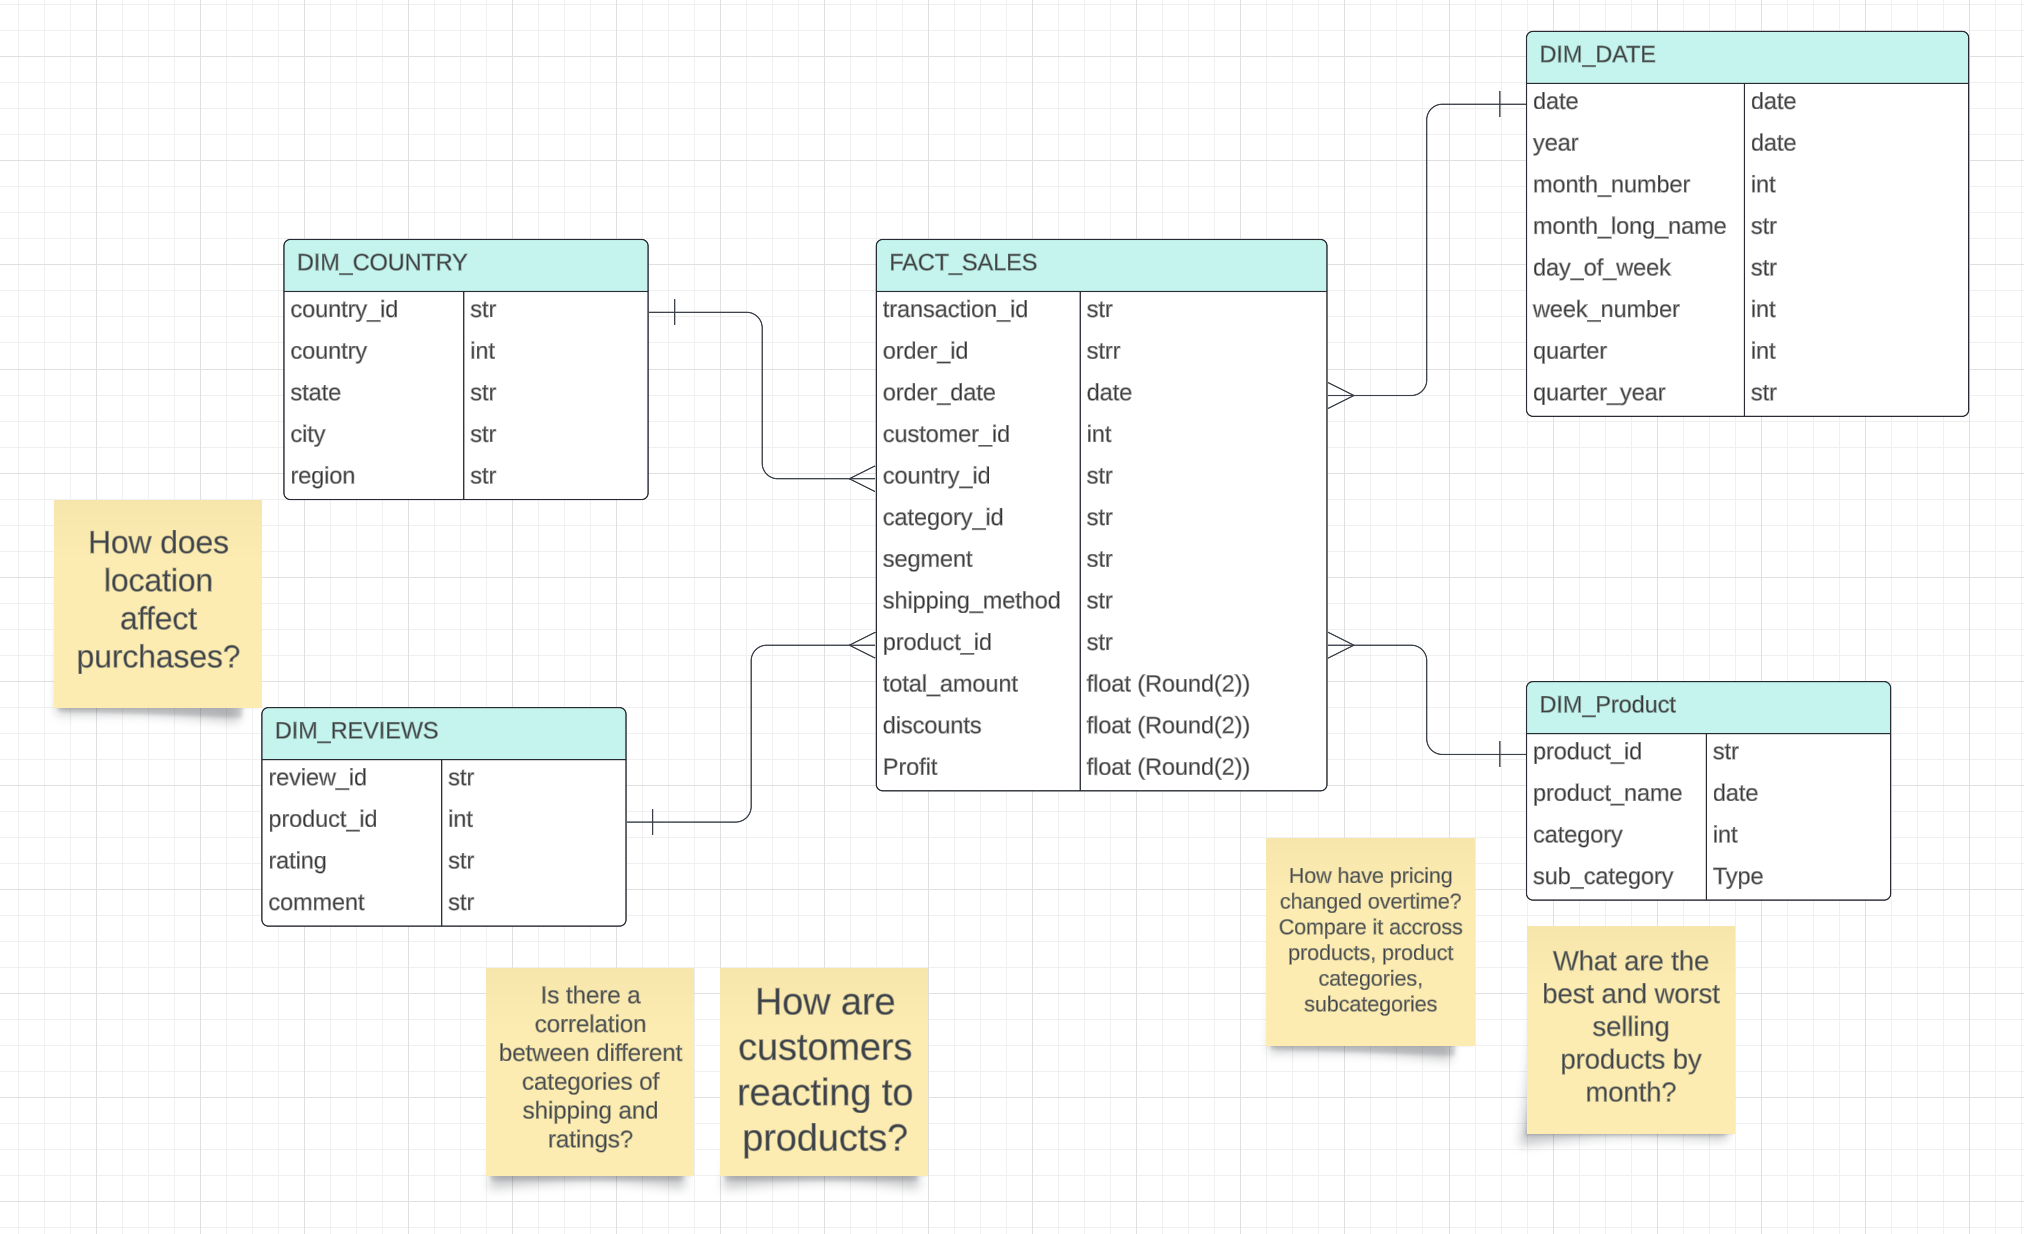 DIM_DATE
date date
year date
month_number int
month_long_name str
day_of_week str
week_number int
quarter int
quarter_year str
DIM_COUNTRY
country_id str
country int
state str
city str
region str
FACT_SALES
transaction_id str
order_id strr
order_date date
customer_id int
country_id str
category_id str
segment str
shipping_method str
product_id str
total_amount float (Round(2))
discounts float (Round(2))
Profit float (Round(2))
How does
location
affect
purchases?
DIM_REVIEWS
review_id str
product_id int
rating str
comment str
DIM_Product
product_id str
product_name date
category int
sub_category Type
How have pricing
changed overtime?
Compare it accross
products, product
categories,
subcategories
What are the
best and worst
selling
products by
month?
Is there a
correlation
between different
categories of
shipping and
ratings?
How are
customers
reacting to
products?